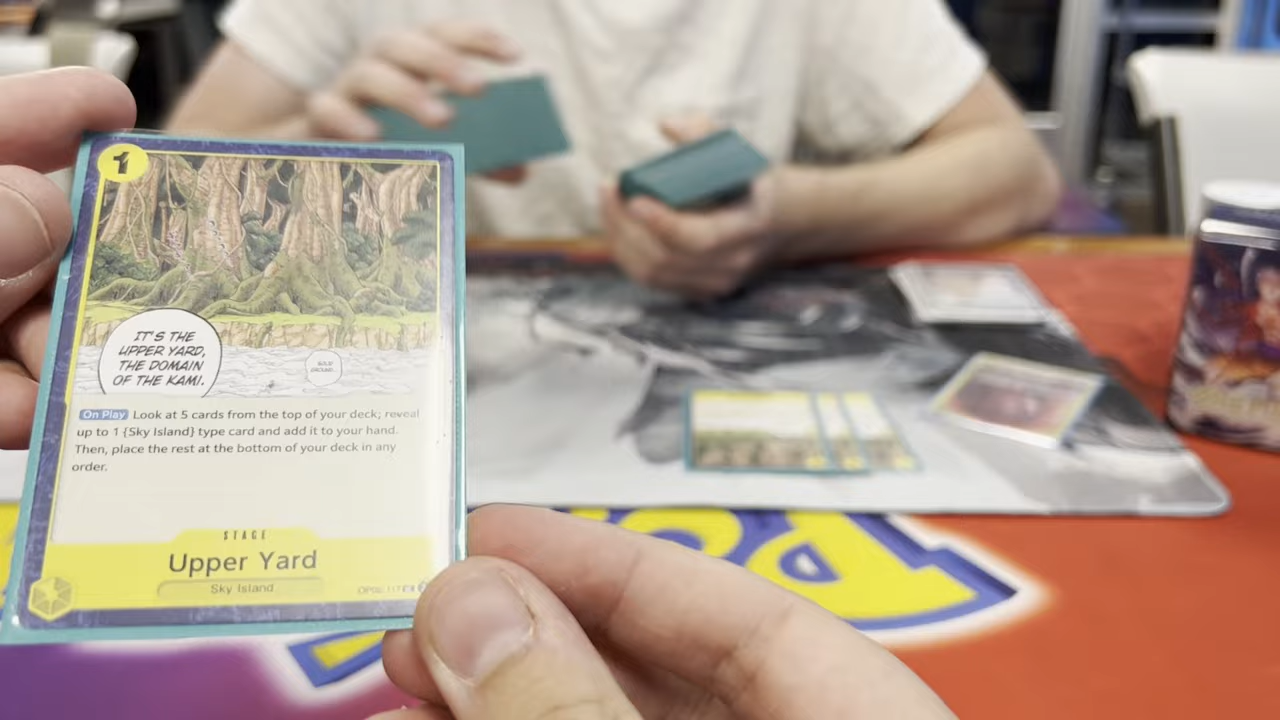 1
IT'S THE
UPPER YARD,
THE DOMAIN
OF THE KAMI.
SOLID
GROUND...
On Play Look at 5 cards from the top of your deck; reveal
up to 1 {Sky Island} type card and add it to your hand.
Then, place the rest at the bottom of your deck in any
order.
STAGE
Upper Yard
Sky Island